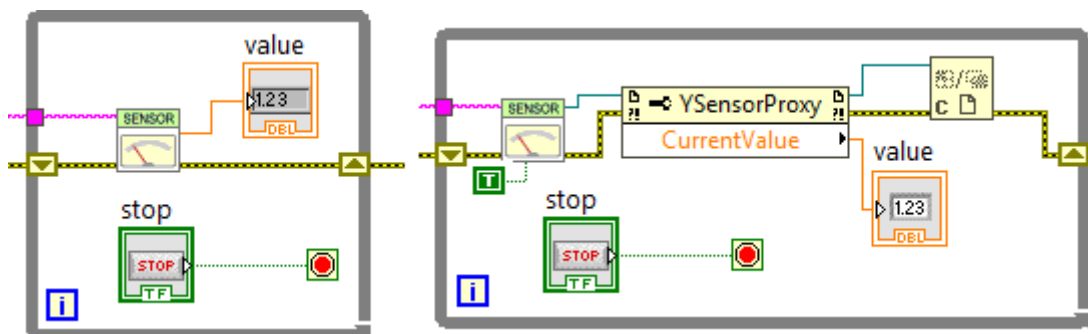 value
SENSOR
1.23
DBL
stop
STOP
TF
i
SENSOR
YSensorProxy
CurrentValue
?!
?!
C
T
value
1.23
DBL
stop
STOP
TF
i